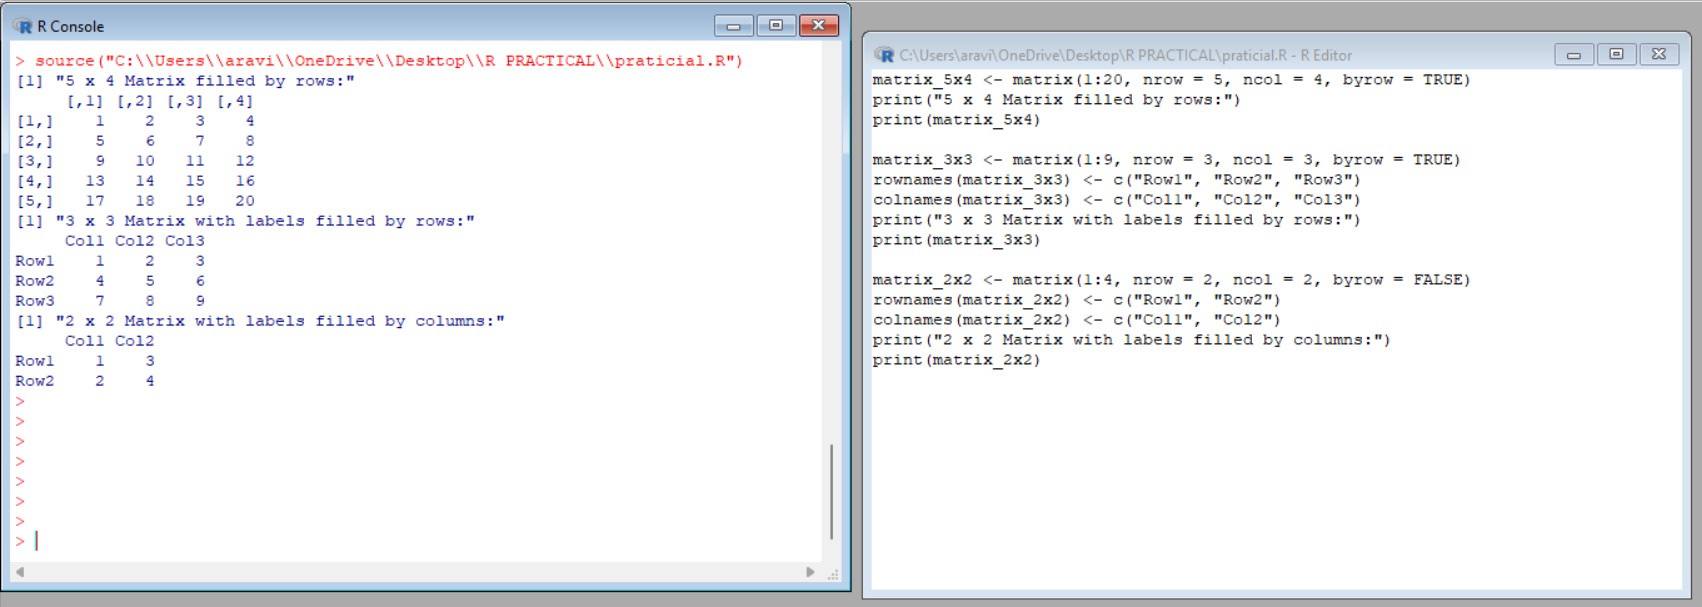 R Console
> source("C:\\Users\\aravi\\OneDrive\\Desktop\\R PRACTICAL\\praticial.R")
[1] "5 x 4 Matrix filled by rows:"
     [,1] [,2] [,3] [,4]
[1,]    1    2    3    4
[2,]    5    6    7    8
[3,]    9   10   11   12
[4,]   13   14   15   16
[5,]   17   18   19   20
[1] "3 x 3 Matrix with labels filled by rows:"
     Col1 Col2 Col3
Row1    1    2    3
Row2    4    5    6
Row3    7    8    9
[1] "2 x 2 Matrix with labels filled by columns:"
     Col1 Col2
Row1    1    3
Row2    2    4
>
>
>
>
>
>
>
>
C:\Users\aravi\OneDrive\Desktop\R PRACTICAL\praticial.R - R Editor
matrix_5x4 <- matrix(1:20, nrow = 5, ncol = 4, byrow = TRUE)
print("5 x 4 Matrix filled by rows:")
print(matrix_5x4)
matrix_3x3 <- matrix(1:9, nrow = 3, ncol = 3, byrow = TRUE)
rownames(matrix_3x3) <- c("Row1", "Row2", "Row3")
colnames(matrix_3x3) <- c("Col1", "Col2", "Col3")
print("3 x 3 Matrix with labels filled by rows:")
print(matrix_3x3)
matrix_2x2 <- matrix(1:4, nrow = 2, ncol = 2, byrow = FALSE)
rownames(matrix_2x2) <- c("Row1", "Row2")
colnames(matrix_2x2) <- c("Col1", "Col2")
print("2 x 2 Matrix with labels filled by columns:")
print(matrix_2x2)